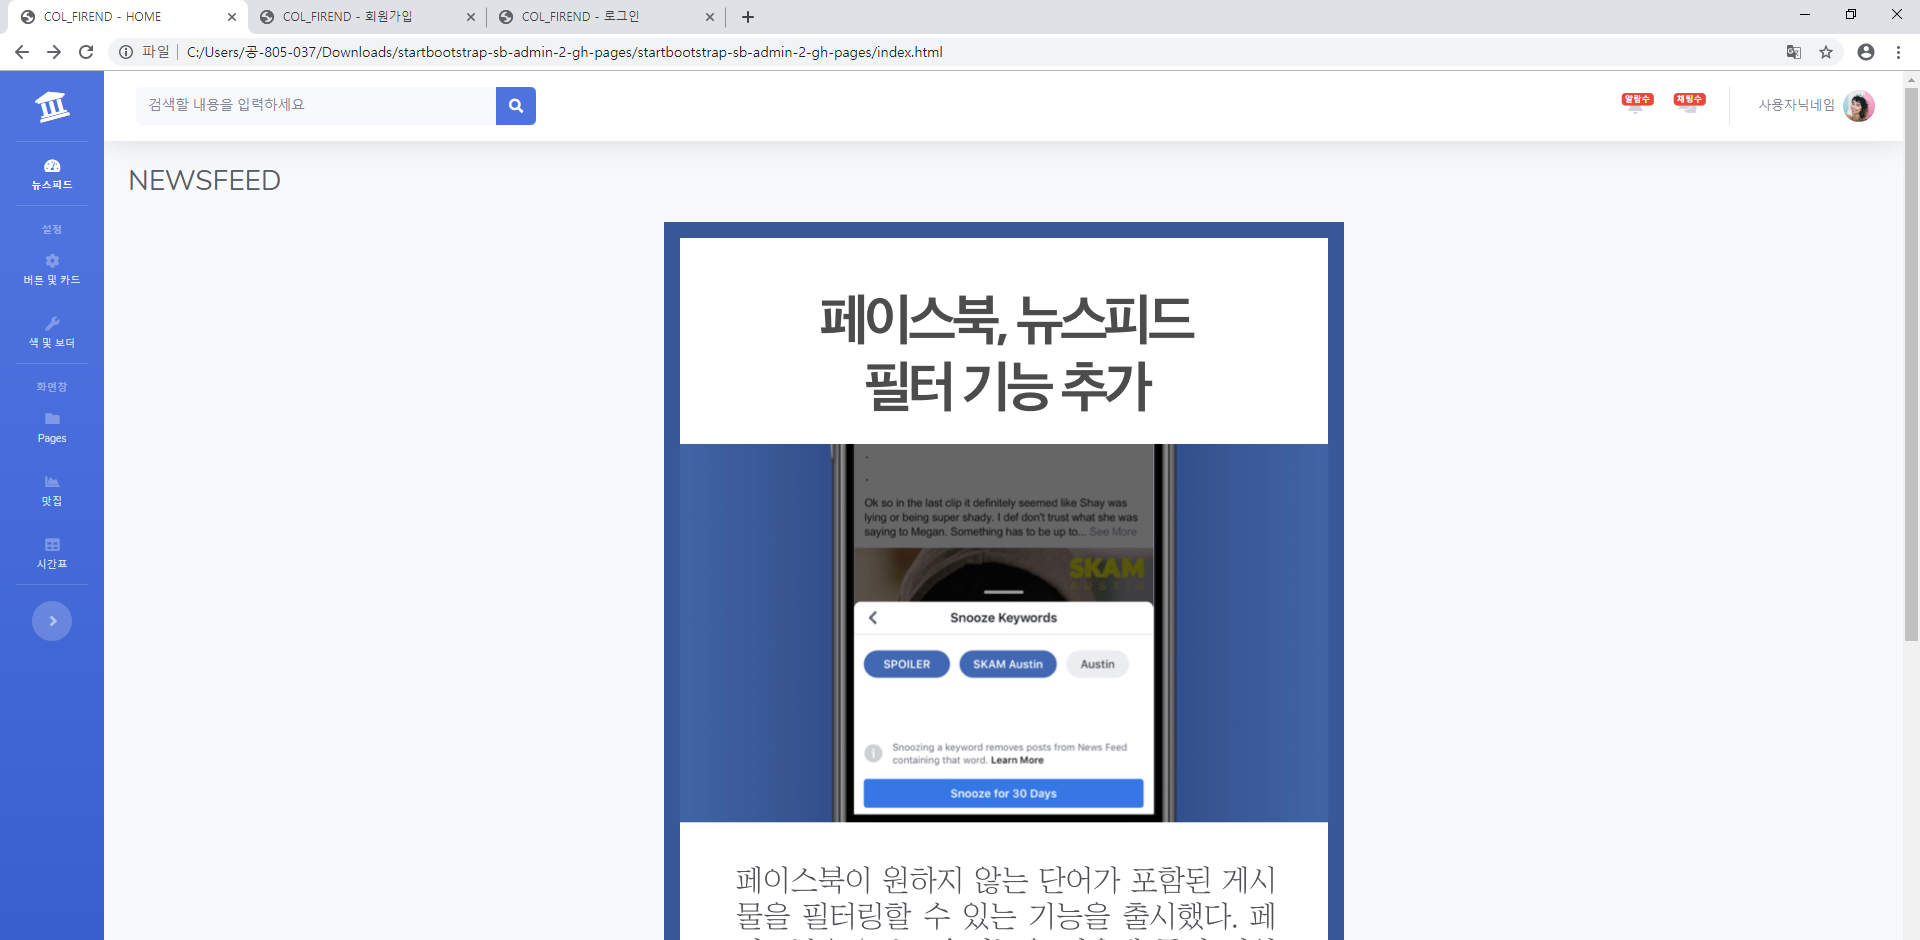 COL_FIREND - HOME
COL_FIREND - 회원가입
COL_FIREND - 로그인
파일
C:/Users/공-805-037/Downloads/startbootstrap-sb-admin-2-gh-pages/startbootstrap-sb-admin-2-gh-pages/index.html
검색할 내용을 입력하세요
알람수
채팅수
사용자닉네임
뉴스피드
설정
버튼 및 카드
색 및 보더
화면창
Pages
맛집
시간표
NEWSFEED
페이스북, 뉴스피드
필터 기능 추가
Ok so in the last clip it definitely seemed like Shay was
lying or being super shady. I def don't trust what she was
saying to Megan. Something has to be up to... See More
SKAM
AUSTIN
Snooze Keywords
SPOILER
SKAM Austin
Austin
Snoozing a keyword removes posts from News Feed
containing that word. Learn More
Snooze for 30 Days
페이스북이 원하지 않는 단어가 포함된 게시
물을 필터링할 수 있는 기능을 출시했다. 페